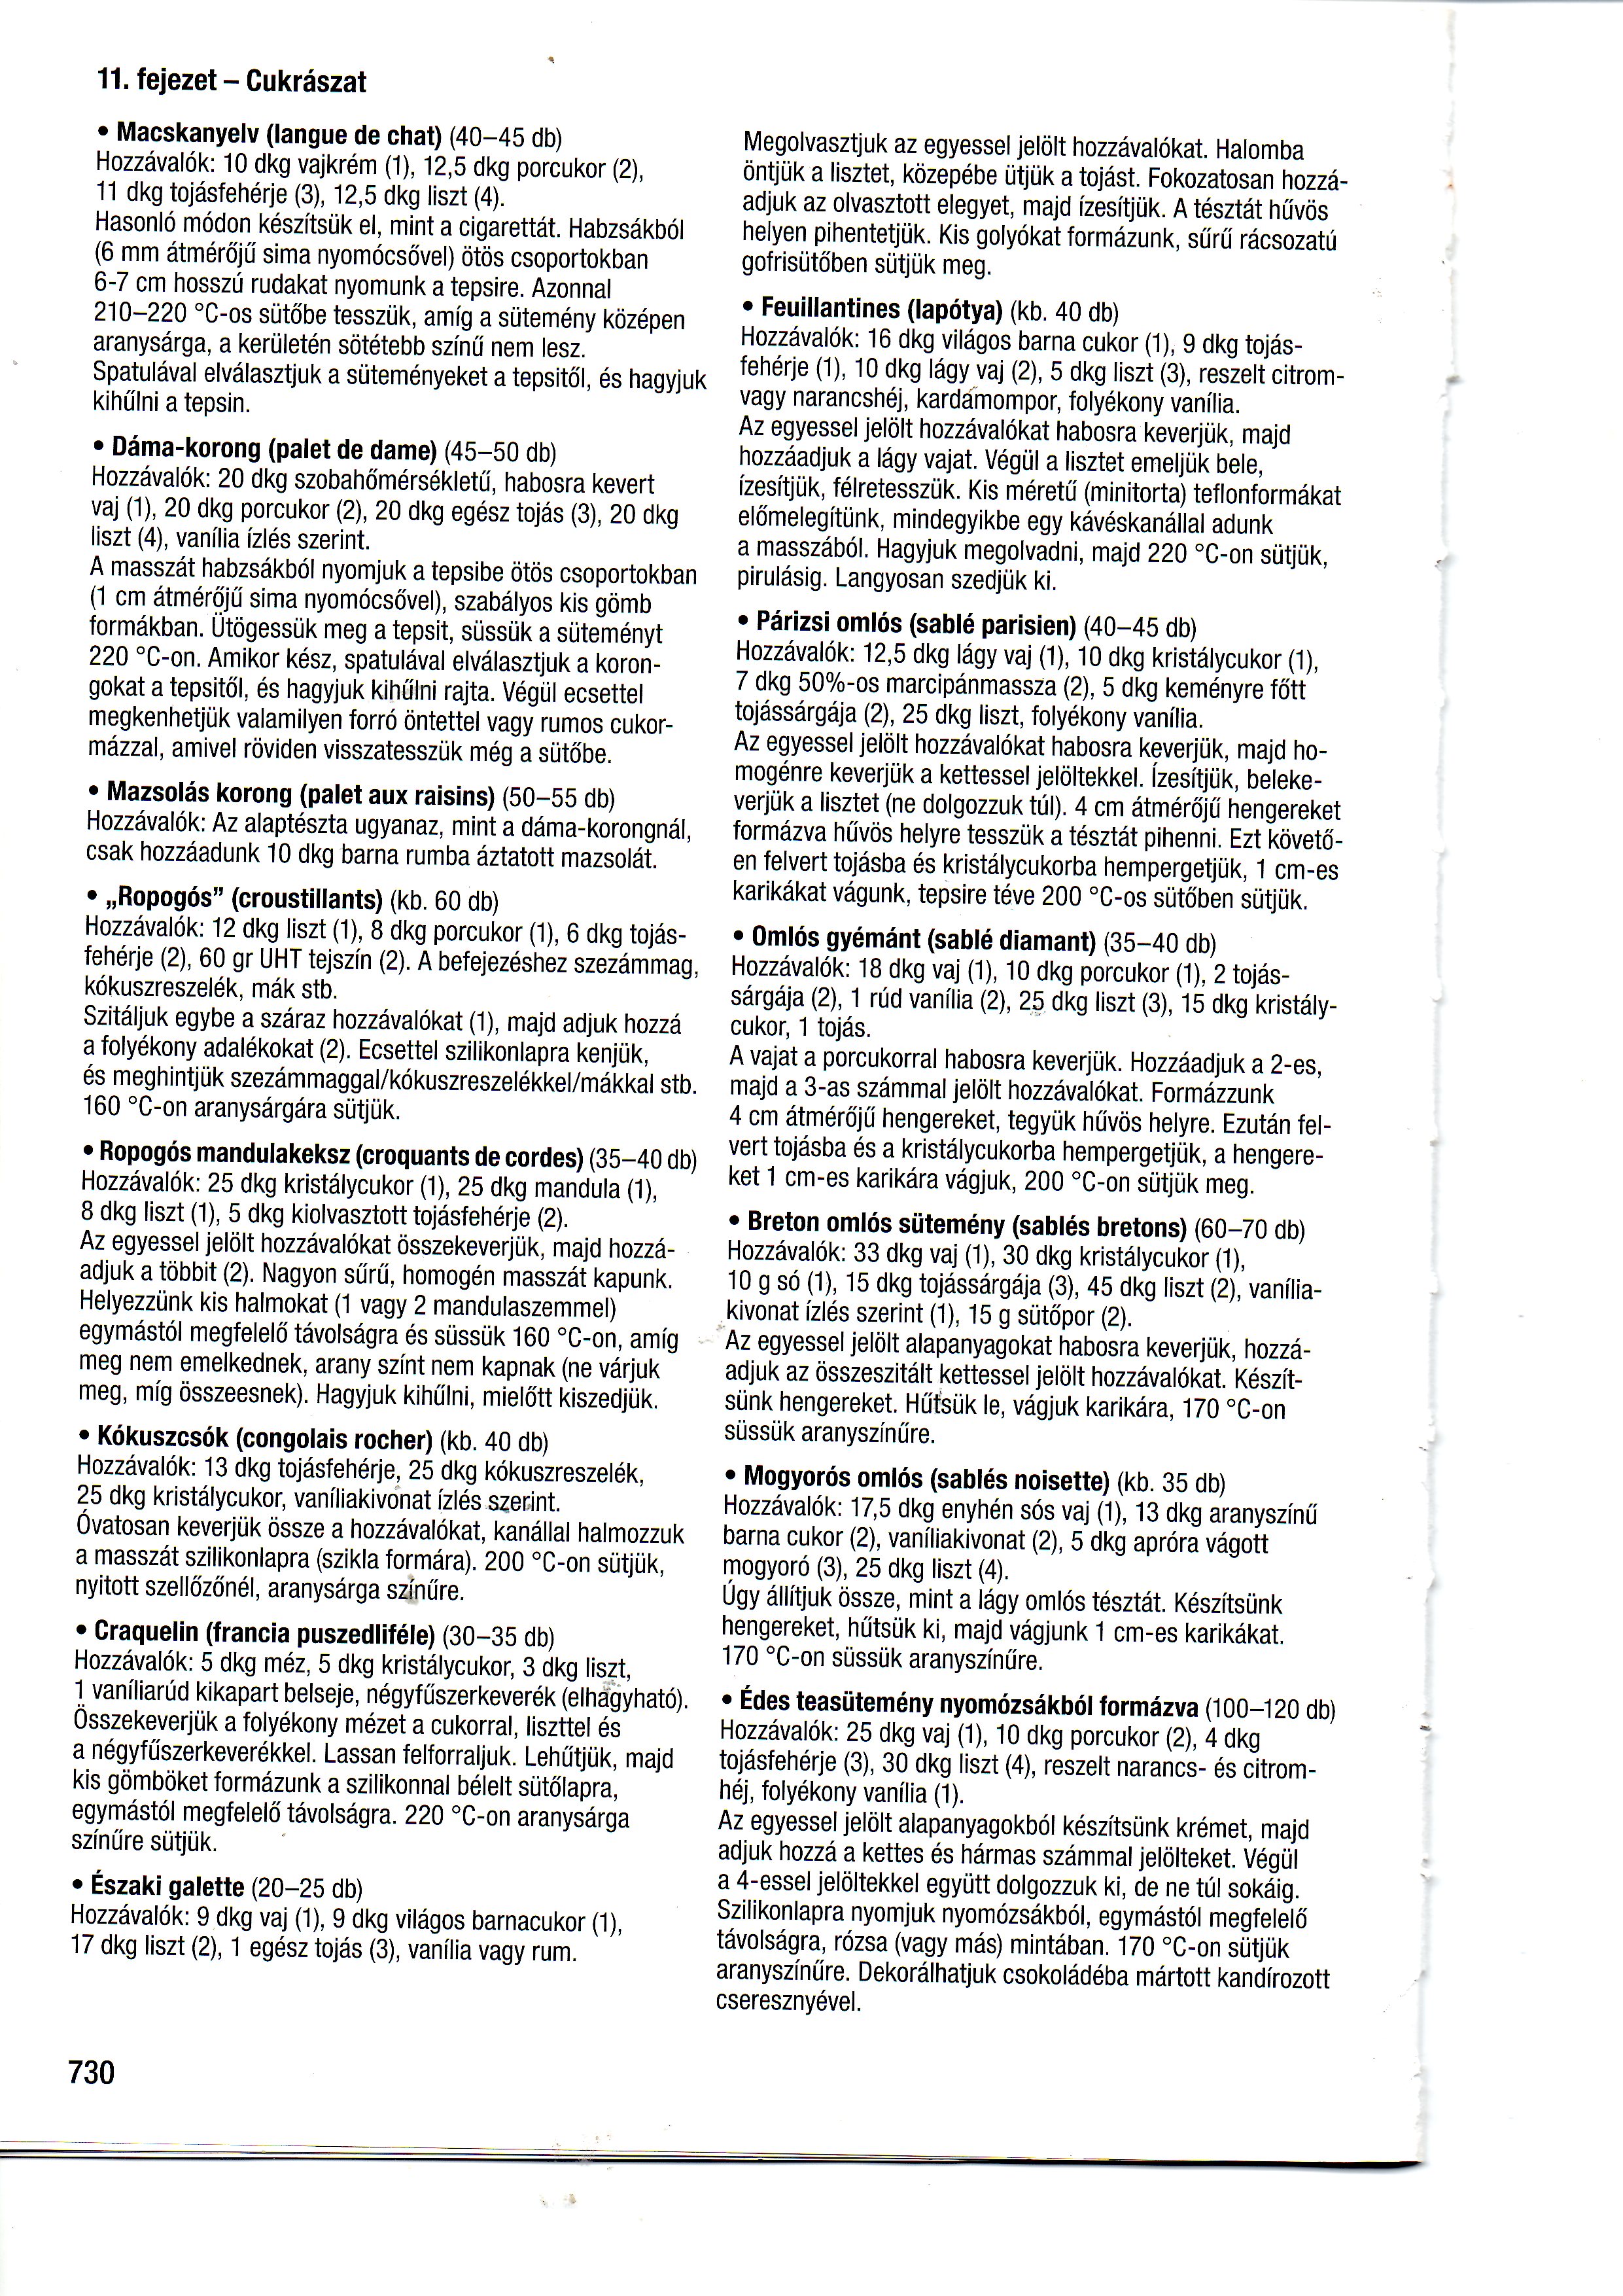 11. fejezet – Cukrászat
• Macskanyelv (langue de chat) (40–45 db)
Hozzávalók: 10 dkg vajkrém (1), 12,5 dkg porcukor (2),
11 dkg tojásfehérje (3), 12,5 dkg liszt (4).
Hasonló módon készítsük el, mint a cigarettát. Habzsákból
(6 mm átmérőjű sima nyomócsővel) ötös csoportokban
6-7 cm hosszú rudakat nyomunk a tepsire. Azonnal
210–220 °C-os sütőbe tesszük, amíg a sütemény középen
aranysárga, a kerületén sötétebb színű nem lesz.
Spatulával elválasztjuk a süteményeket a tepsitől, és hagyjuk
kihűlni a tepsin.
• Dáma-korong (palet de dame) (45–50 db)
Hozzávalók: 20 dkg szobahőmérsékletű, habosra kevert
vaj (1), 20 dkg porcukor (2), 20 dkg egész tojás (3), 20 dkg
liszt (4), vanília ízlés szerint.
A masszát habzsákból nyomjuk a tepsibe ötös csoportokban
(1 cm átmérőjű sima nyomócsővel), szabályos kis gömb
formákban. Ütögessük meg a tepsit, süssük a süteményt
220 °C-on. Amikor kész, spatulával elválasztjuk a koron-
gokat a tepsitől, és hagyjuk kihűlni rajta. Végül ecsettel
megkenhetjük valamilyen forró öntettel vagy rumos cukor-
mázzal, amivel röviden visszatesszük még a sütőbe.
• Mazsolás korong (palet aux raisins) (50–55 db)
Hozzávalók: Az alaptészta ugyanaz, mint a dáma-korongnál,
csak hozzáadunk 10 dkg barna rumba áztatott mazsolát.
• „Ropogós” (croustillants) (kb. 60 db)
Hozzávalók: 12 dkg liszt (1), 8 dkg porcukor (1), 6 dkg tojás-
fehérje (2), 60 gr UHT tejszín (2). A befejezéshez szezámmag,
kókuszreszelék, mák stb.
Szitáljuk egybe a száraz hozzávalókat (1), majd adjuk hozzá
a folyékony adalékokat (2). Ecsettel szilikonlapra kenjük,
és meghintjük szezámmaggal/kókuszreszelékkel/mákkal stb.
160 °C-on aranysárgára sütjük.
• Ropogós mandulakeksz (croquants de cordes) (35–40 db)
Hozzávalók: 25 dkg kristálycukor (1), 25 dkg mandula (1),
8 dkg liszt (1), 5 dkg kiolvasztott tojásfehérje (2).
Az egyessel jelölt hozzávalókat összekeverjük, majd hozzá-
adjuk a többit (2). Nagyon sűrű, homogén masszát kapunk.
Helyezzünk kis halmokat (1 vagy 2 mandulaszemmel)
egymástól megfelelő távolságra és süssük 160 °C-on, amíg
meg nem emelkednek, arany színt nem kapnak (ne várjuk
meg, míg összeesnek). Hagyjuk kihűlni, mielőtt kiszedjük.
• Kókuszcsók (congolais rocher) (kb. 40 db)
Hozzávalók: 13 dkg tojásfehérje, 25 dkg kókuszreszelék,
25 dkg kristálycukor, vaníliakivonat ízlés szerint.
Óvatosan keverjük össze a hozzávalókat, kanállal halmozzuk
a masszát szilikonlapra (szikla formára). 200 °C-on sütjük,
nyitott szellőzőnél, aranysárga színűre.
• Craquelin (francia puszedliféle) (30–35 db)
Hozzávalók: 5 dkg méz, 5 dkg kristálycukor, 3 dkg liszt,
1 vaníliarúd kikapart belseje, négyfűszerkeverék (elhagyható).
Összekeverjük a folyékony mézet a cukorral, liszttel és
a négyfűszerkeverékkel. Lassan felforraljuk. Lehűtjük, majd
kis gömböket formázunk a szilikonnal bélelt sütőlapra,
egymástól megfelelő távolságra. 220 °C-on aranysárga
színűre sütjük.
• Északi galette (20–25 db)
Hozzávalók: 9 dkg vaj (1), 9 dkg világos barnacukor (1),
17 dkg liszt (2), 1 egész tojás (3), vanília vagy rum.
Megolvasztjuk az egyessel jelölt hozzávalókat. Halomba
öntjük a lisztet, közepébe ütjük a tojást. Fokozatosan hozzá-
adjuk az olvasztott elegyet, majd ízesítjük. A tésztát hűvös
helyen pihentetjük. Kis golyókat formázunk, sűrű rácsozatú
gofrisütőben sütjük meg.
• Feuillantines (lapótya) (kb. 40 db)
Hozzávalók: 16 dkg világos barna cukor (1), 9 dkg tojás-
fehérje (1), 10 dkg lágy vaj (2), 5 dkg liszt (3), reszelt citrom-
vagy narancshéj, kardámompor, folyékony vanília.
Az egyessel jelölt hozzávalókat habosra keverjük, majd
hozzáadjuk a lágy vajat. Végül a lisztet emeljük bele,
ízesítjük, félretesszük. Kis méretű (minitorta) teflonformákat
előmelegítünk, mindegyikbe egy kávéskanállal adunk
a masszából. Hagyjuk megolvadni, majd 220 °C-on sütjük,
pirulásig. Langyosan szedjük ki.
• Párizsi omlós (sablé parisien) (40–45 db)
Hozzávalók: 12,5 dkg lágy vaj (1), 10 dkg kristálycukor (1),
7 dkg 50%-os marcipánmassza (2), 5 dkg keményre főtt
tojássárgája (2), 25 dkg liszt, folyékony vanília.
Az egyessel jelölt hozzávalókat habosra keverjük, majd ho-
mogénre keverjük a kettessel jelöltekkel. Ízesítjük, beleke-
verjük a lisztet (ne dolgozzuk túl). 4 cm átmérőjű hengereket
formázva hűvös helyre tesszük a tésztát pihenni. Ezt követő-
en felvert tojásba és kristálycukorba hempergetjük, 1 cm-es
karikákat vágunk, tepsire téve 200 °C-os sütőben sütjük.
• Omlós gyémánt (sablé diamant) (35–40 db)
Hozzávalók: 18 dkg vaj (1), 10 dkg porcukor (1), 2 tojás-
sárgája (2), 1 rúd vanília (2), 25 dkg liszt (3), 15 dkg kristály-
cukor, 1 tojás.
A vajat a porcukorral habosra keverjük. Hozzáadjuk a 2-es,
majd a 3-as számmal jelölt hozzávalókat. Formázzunk
4 cm átmérőjű hengereket, tegyük hűvös helyre. Ezután fel-
vert tojásba és a kristálycukorba hempergetjük, a hengere-
ket 1 cm-es karikára vágjuk, 200 °C-on sütjük meg.
• Breton omlós sütemény (sablés bretons) (60–70 db)
Hozzávalók: 33 dkg vaj (1), 30 dkg kristálycukor (1),
10 g só (1), 15 dkg tojássárgája (3), 45 dkg liszt (2), vanília-
kivonat ízlés szerint (1), 15 g sütőpor (2).
Az egyessel jelölt alapanyagokat habosra keverjük, hozzá-
adjuk az összeszitált kettessel jelölt hozzávalókat. Készít-
sünk hengereket. Hűtsük le, vágjuk karikára, 170 °C-on
süssük aranyszínűre.
• Mogyorós omlós (sablés noisette) (kb. 35 db)
Hozzávalók: 17,5 dkg enyhén sós vaj (1), 13 dkg aranyszínű
barna cukor (2), vaníliakivonat (2), 5 dkg apróra vágott
mogyoró (3), 25 dkg liszt (4).
Úgy állítjuk össze, mint a lágy omlós tésztát. Készítsünk
hengereket, hűtsük ki, majd vágjunk 1 cm-es karikákat.
170 °C-on süssük aranyszínűre.
• Édes teasütemény nyomózsákból formázva (100–120 db)
Hozzávalók: 25 dkg vaj (1), 10 dkg porcukor (2), 4 dkg
tojásfehérje (3), 30 dkg liszt (4), reszelt narancs- és citrom-
héj, folyékony vanília (1).
Az egyessel jelölt alapanyagokból készítsünk krémet, majd
adjuk hozzá a kettes és hármas számmal jelölteket. Végül
a 4-essel jelöltekkel együtt dolgozzuk ki, de ne túl sokáig.
Szilikonlapra nyomjuk nyomózsákból, egymástól megfelelő
távolságra, rózsa (vagy más) mintában. 170 °C-on sütjük
aranyszínűre. Dekorálhatjuk csokoládéba mártott kandírozott
cseresznyével.
730